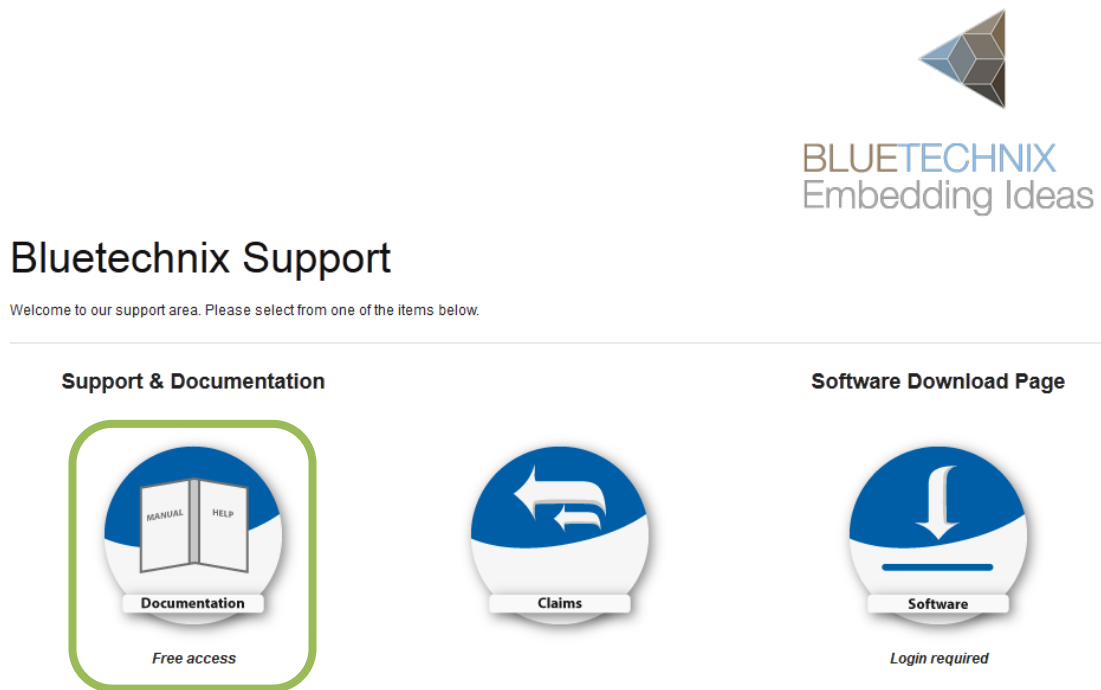 BLUETECHNIX
Embedding Ideas
Bluetechnix Support
Welcome to our support area. Please select from one of the items below.
Support & Documentation
Software Download Page
MANUAL HELP
Documentation
Claims
Software
Free access
Login required